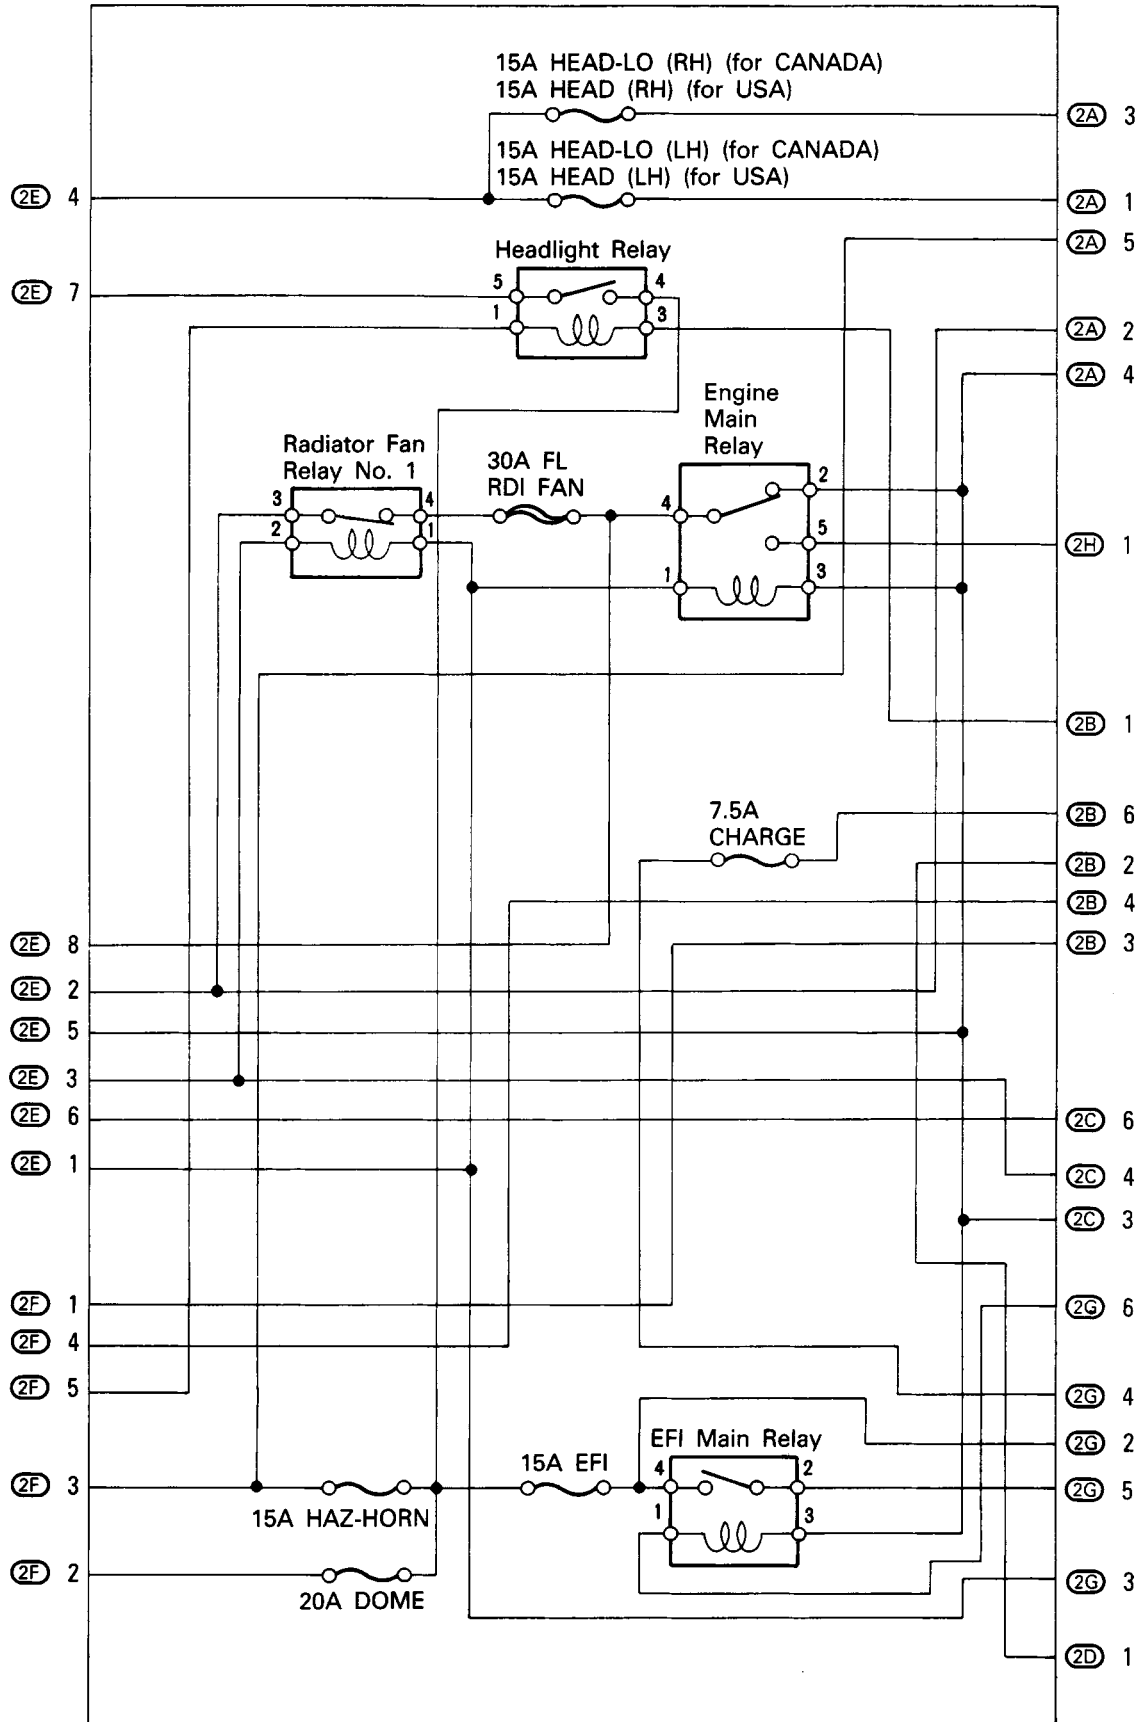 15A HEAD-LO (RH) (for CANADA)
15A HEAD (RH) (for USA)
2A 3
15A HEAD-LO (LH) (for CANADA)
15A HEAD (LH) (for USA)
2E 4
2A 1
2A 5
Headlight Relay
2E 7
5
4
1
3
2A 2
2A 4
Engine
Main
Relay
Radiator Fan
Relay No. 1
30A FL
RDI FAN
3
4
2
1
4
2
5
1
3
2H 1
2B 1
7.5A
CHARGE
2B 6
2B 2
2B 4
2E 8
2B 3
2E 2
2E 5
2E 3
2E 6
2C 6
2E 1
2C 4
2C 3
2F 1
2G 6
2F 4
2F 5
2G 4
EFI Main Relay
2G 2
15A EFI
4
2
1
3
2F 3
2G 5
15A HAZ-HORN
2F 2
20A DOME
2G 3
2D 1